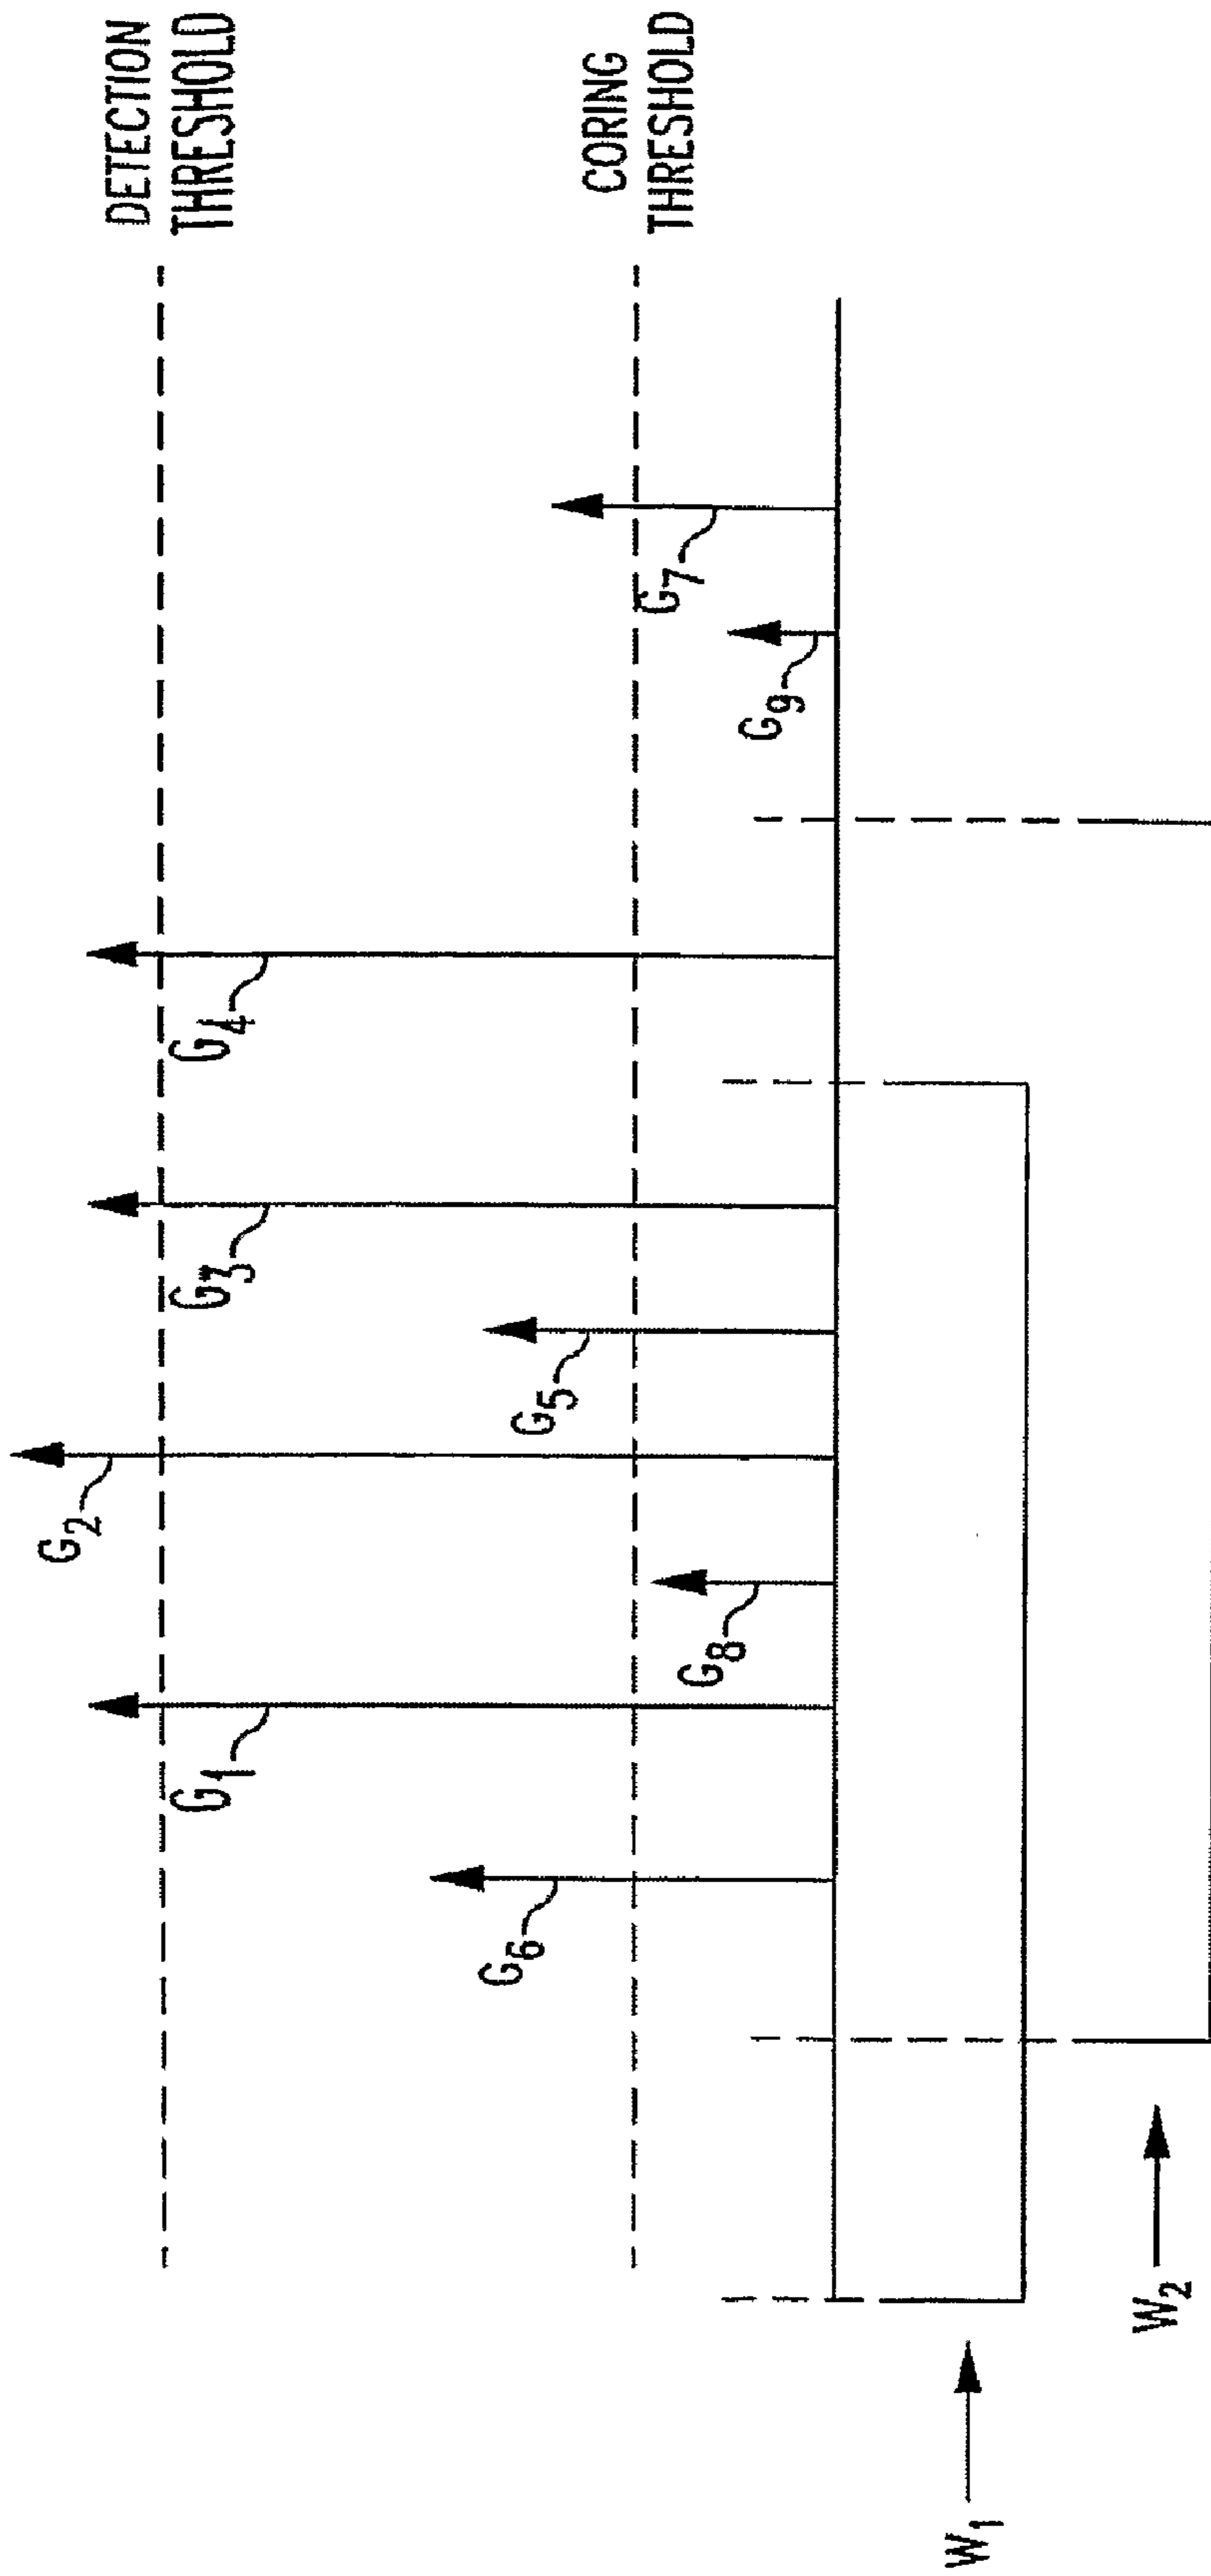 DETECTION
THRESHOLD
CORING
THRESHOLD
G2
G1
G3
G4
G6
G5
G8
G7
G9
W1
W2